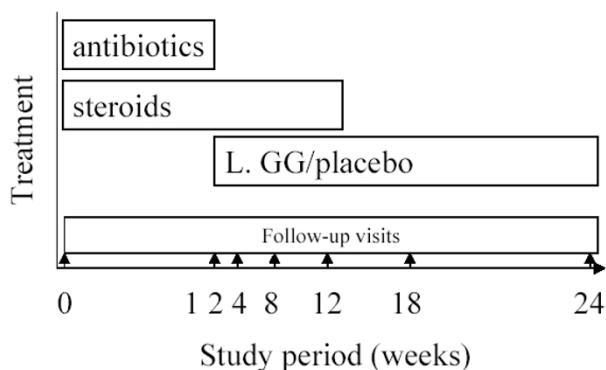 Treatment
antibiotics
steroids
L. GG/placebo
Follow-up visits
0 1 2 4 8 12 18 24
Study period (weeks)